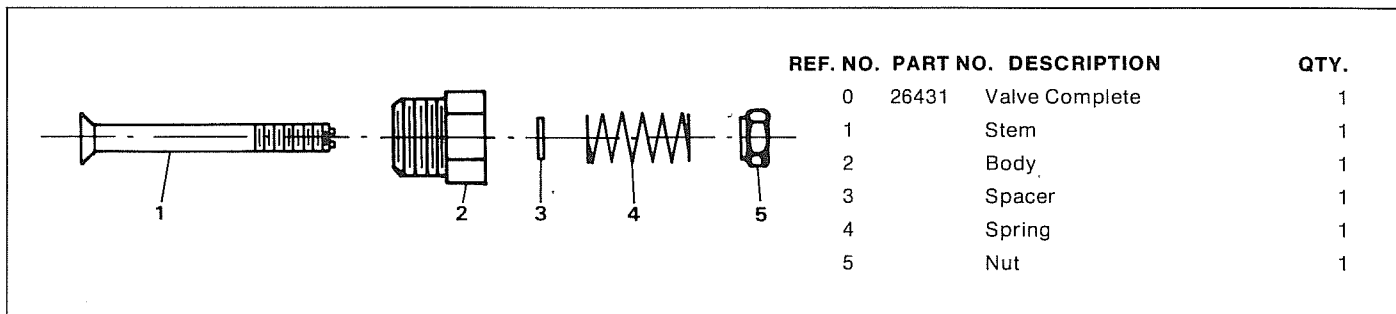 REF. NO. PART NO. DESCRIPTION QTY.
0 26431 Valve Complete 1
1 Stem 1
2 Body 1
3 Spacer 1
4 Spring 1
5 Nut 1
1 2 3 4 5